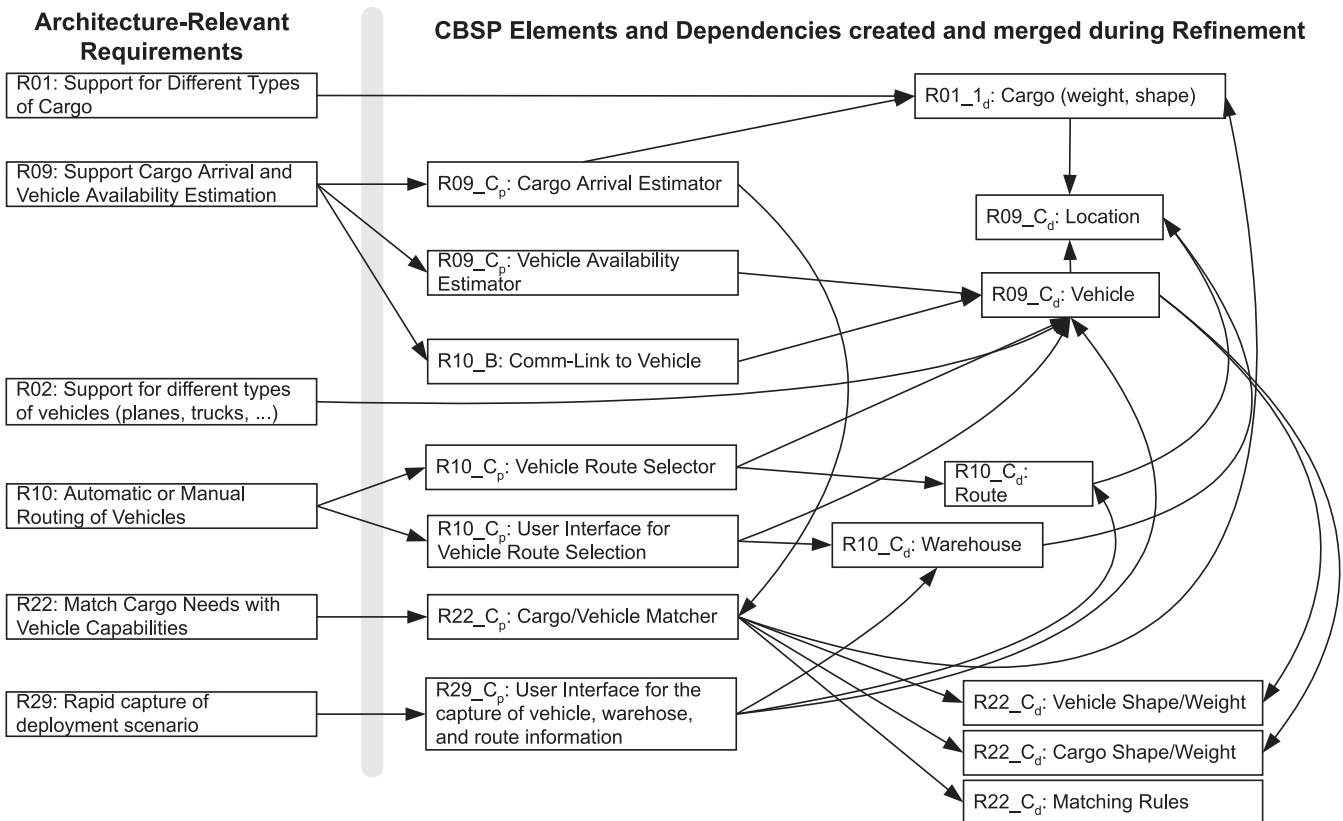 Architecture-Relevant
Requirements
CBSP Elements and Dependencies created and merged during Refinement
R01: Support for Different Types
of Cargo
R01_1d: Cargo (weight, shape)
R09: Support Cargo Arrival and
Vehicle Availability Estimation
R09_Cp: Cargo Arrival Estimator
R09_Cd: Location
R09_Cp: Vehicle Availability
Estimator
R09_Cd: Vehicle
R10_B: Comm-Link to Vehicle
R02: Support for different types
of vehicles (planes, trucks, ...)
R10_Cp: Vehicle Route Selector
R10_Cd:
Route
R10: Automatic or Manual
Routing of Vehicles
R10_Cp: User Interface for
Vehicle Route Selection
R10_Cd: Warehouse
R22: Match Cargo Needs with
Vehicle Capabilities
R22_Cp: Cargo/Vehicle Matcher
R29: Rapid capture of
deployment scenario
R29_Cp: User Interface for the
capture of vehicle, warehose,
and route information
R22_Cd: Vehicle Shape/Weight
R22_Cd: Cargo Shape/Weight
R22_Cd: Matching Rules